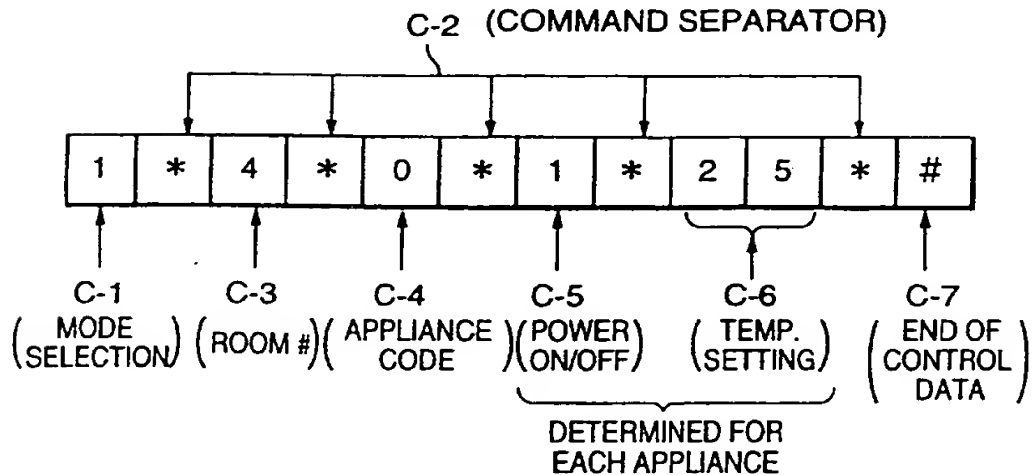 C-2 (COMMAND SEPARATOR)
1 * 4 * 0 * 1 * 2 5 * #
C-1 C-3 C-4 C-5 C-6 C-7
(MODE SELECTION) (ROOM #) (APPLIANCE CODE) (POWER ON/OFF) (TEMP. SETTING) (END OF CONTROL DATA)
DETERMINED FOR
EACH APPLIANCE